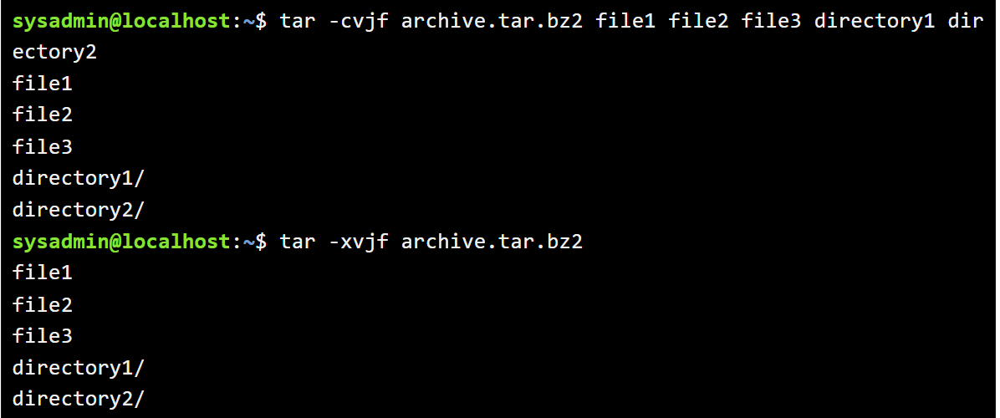 sysadmin@localhost:~$ tar -cvjf archive.tar.bz2 file1 file2 file3 directory1 dir
ectory2
file1
file2
file3
directory1/
directory2/
sysadmin@localhost:~$ tar -xvjf archive.tar.bz2
file1
file2
file3
directory1/
directory2/